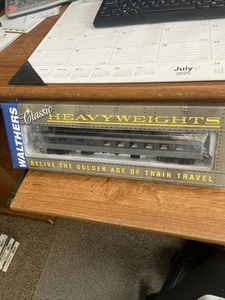 July
2025
WALTHERS
Classic
HEAVYWEIGHTS
RELIVE THE GOLDEN AGE OF TRAIN TRAVEL